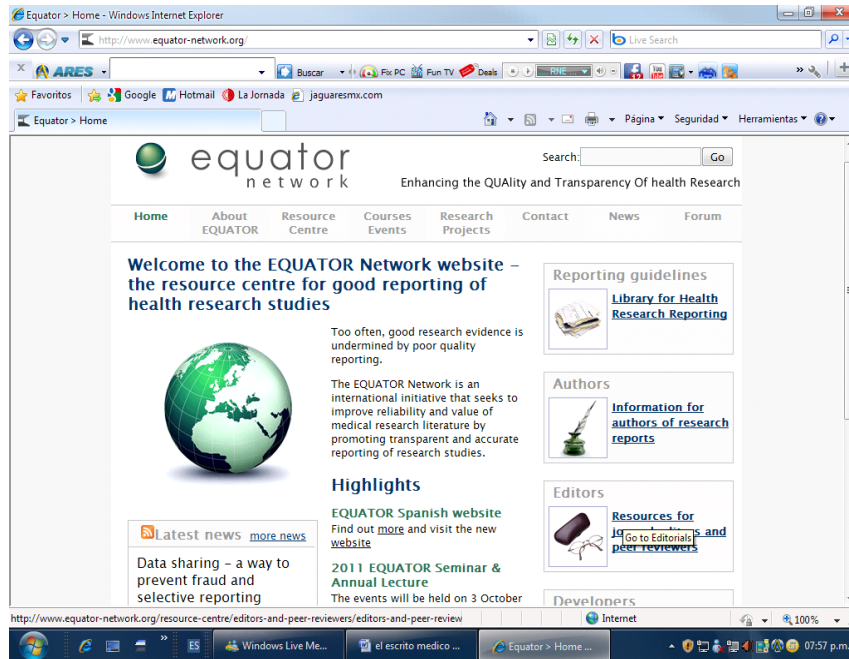 Equator > Home - Windows Internet Explorer
http://www.equator-network.org/
Live Search
ARES
Buscar
Fix PC
Fun TV
Deals
RNE
Favoritos
Google
Hotmail
La Jornada
jaguaresmx.com
Equator > Home
Página
Seguridad
Herramientas
equator
network
Search:
Go
Enhancing the QUAlity and Transparency Of health Research
Home
About
EQUATOR
Resource
Centre
Courses
Events
Research
Projects
Contact
News
Forum
Welcome to the EQUATOR Network website –
the resource centre for good reporting of
health research studies
Too often, good research evidence is
undermined by poor quality
reporting.
The EQUATOR Network is an
international initiative that seeks to
improve reliability and value of
medical research literature by
promoting transparent and accurate
reporting of research studies.
Highlights
EQUATOR Spanish website
Find out more and visit the new
website
2011 EQUATOR Seminar &
Annual Lecture
The events will be held on 3 October
Latest news more news
Data sharing – a way to
prevent fraud and
selective reporting
Reporting guidelines
Library for Health
Research Reporting
Authors
Information for
authors of research
reports
Editors
Resources for
and
peer reviewers
Go to Editorials
Developers
http://www.equator-network.org/resource-centre/editors-and-peer-reviewers/editors-and-peer-review
Internet
100%
ES
Windows Live Me...
el escrito medico ...
Equator > Home ...
07:57 p.m.